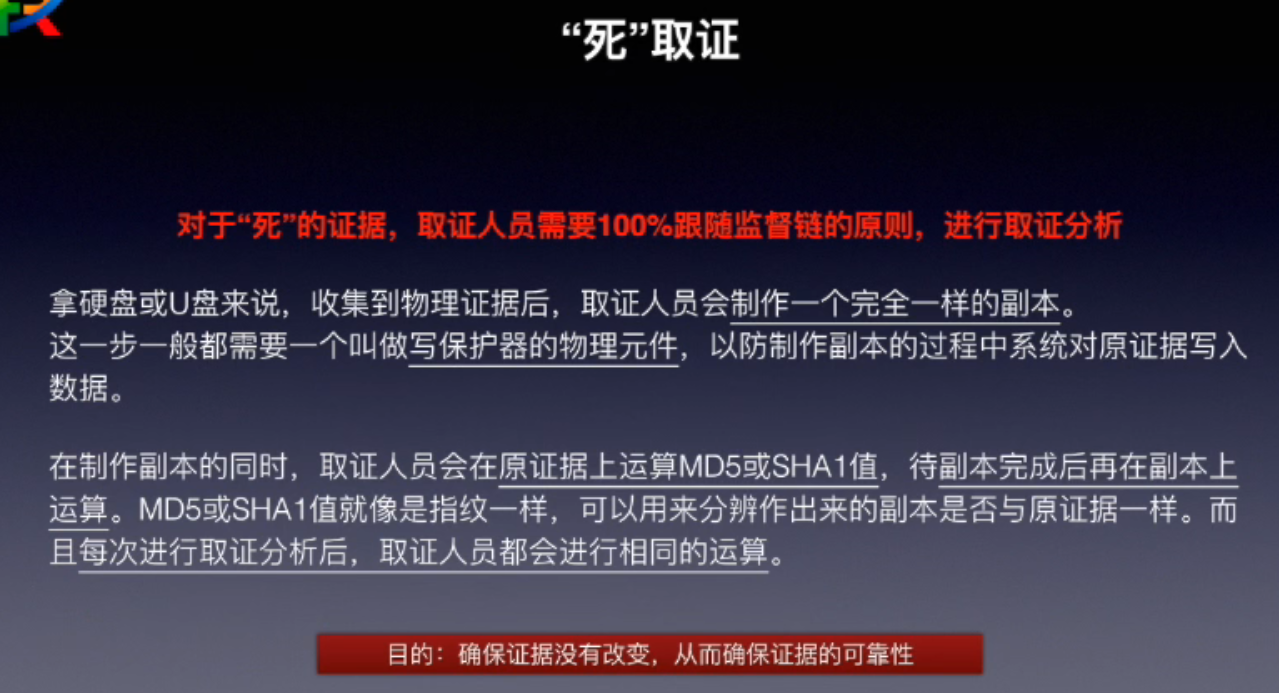 “死”取证
对于“死”的证据，取证人员需要100%跟随监督链的原则，进行取证分析
拿硬盘或U盘来说，收集到物理证据后，取证人员会制作一个完全一样的副本。
这一步一般都需要一个叫做写保护器的物理元件，以防制作副本的过程中系统对原证据写入
数据。
在制作副本的同时，取证人员会在原证据上运算MD5或SHA1值，待副本完成后再在副本上
运算。MD5或SHA1值就像是指纹一样，可以用来分辨作出来的副本是否与原证据一样。而
且每次进行取证分析后，取证人员都会进行相同的运算。
目的：确保证据没有改变，从而确保证据的可靠性